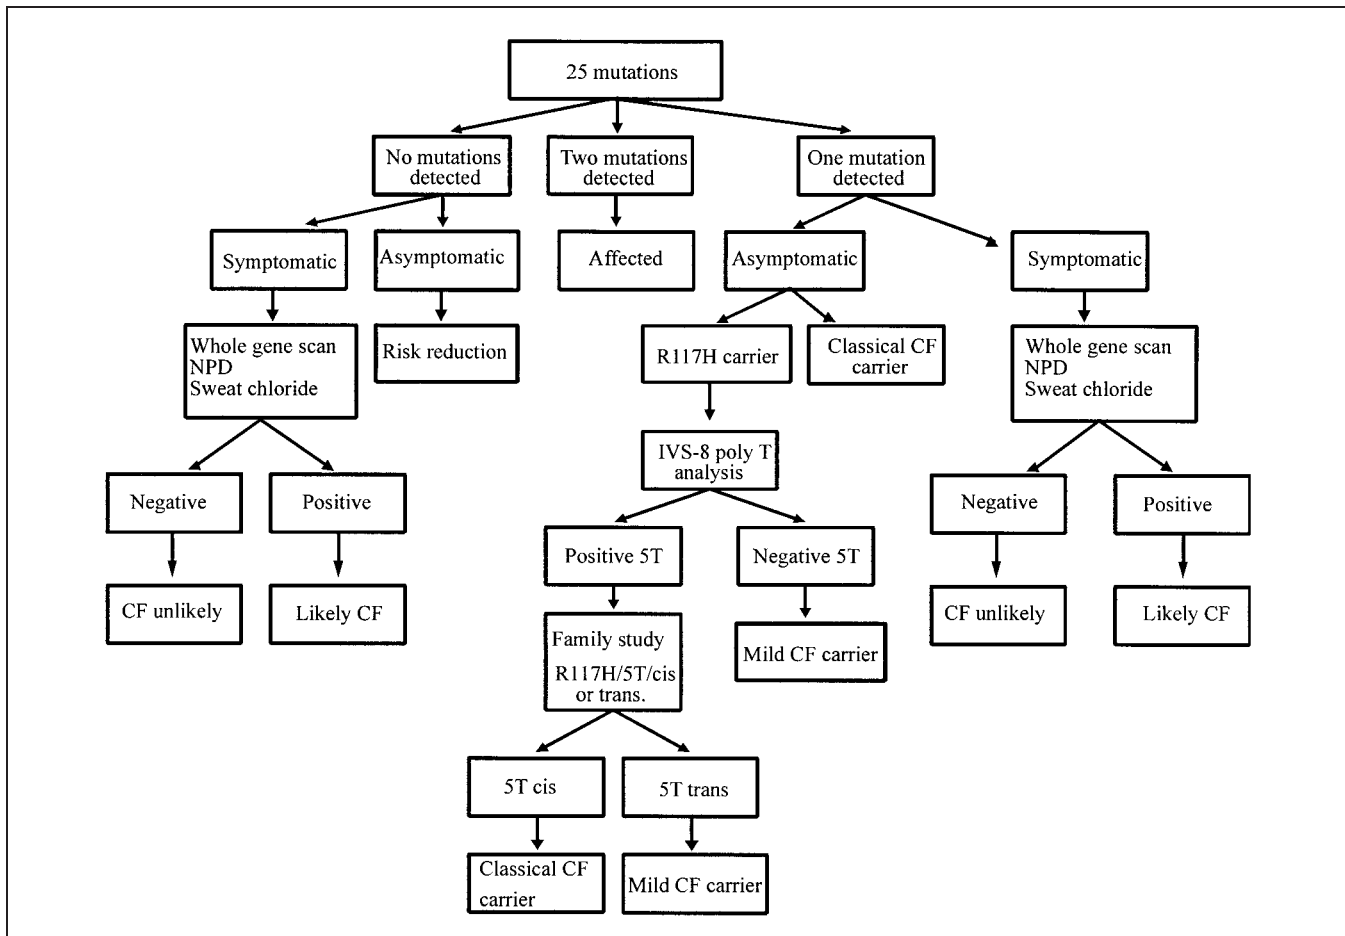 25 mutations
No mutations
detected
Two mutations
detected
One mutation
detected
Symptomatic
Asymptomatic
Affected
Asymptomatic
Symptomatic
Whole gene scan
NPD
Sweat chloride
Risk reduction
R117H carrier
Classical CF
carrier
Whole gene scan
NPD
Sweat chloride
IVS-8 poly T
analysis
Negative
Positive
Negative
Positive
Positive 5T
Negative 5T
CF unlikely
Likely CF
CF unlikely
Likely CF
Family study
R117H/5T/cis
or trans.
Mild CF carrier
5T cis
5T trans
Classical CF
carrier
Mild CF carrier